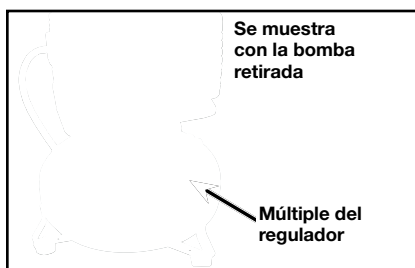 Se muestra
con la bomba
retirada
Múltiple del
regulador